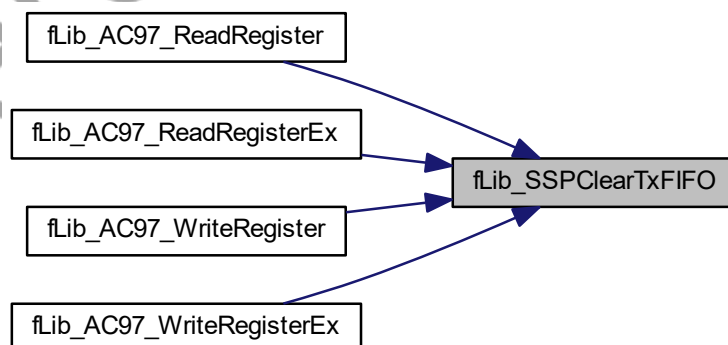 fLib_AC97_ReadRegister
fLib_AC97_ReadRegisterEx
fLib_SSPClearTxFIFO
fLib_AC97_WriteRegister
fLib_AC97_WriteRegisterEx